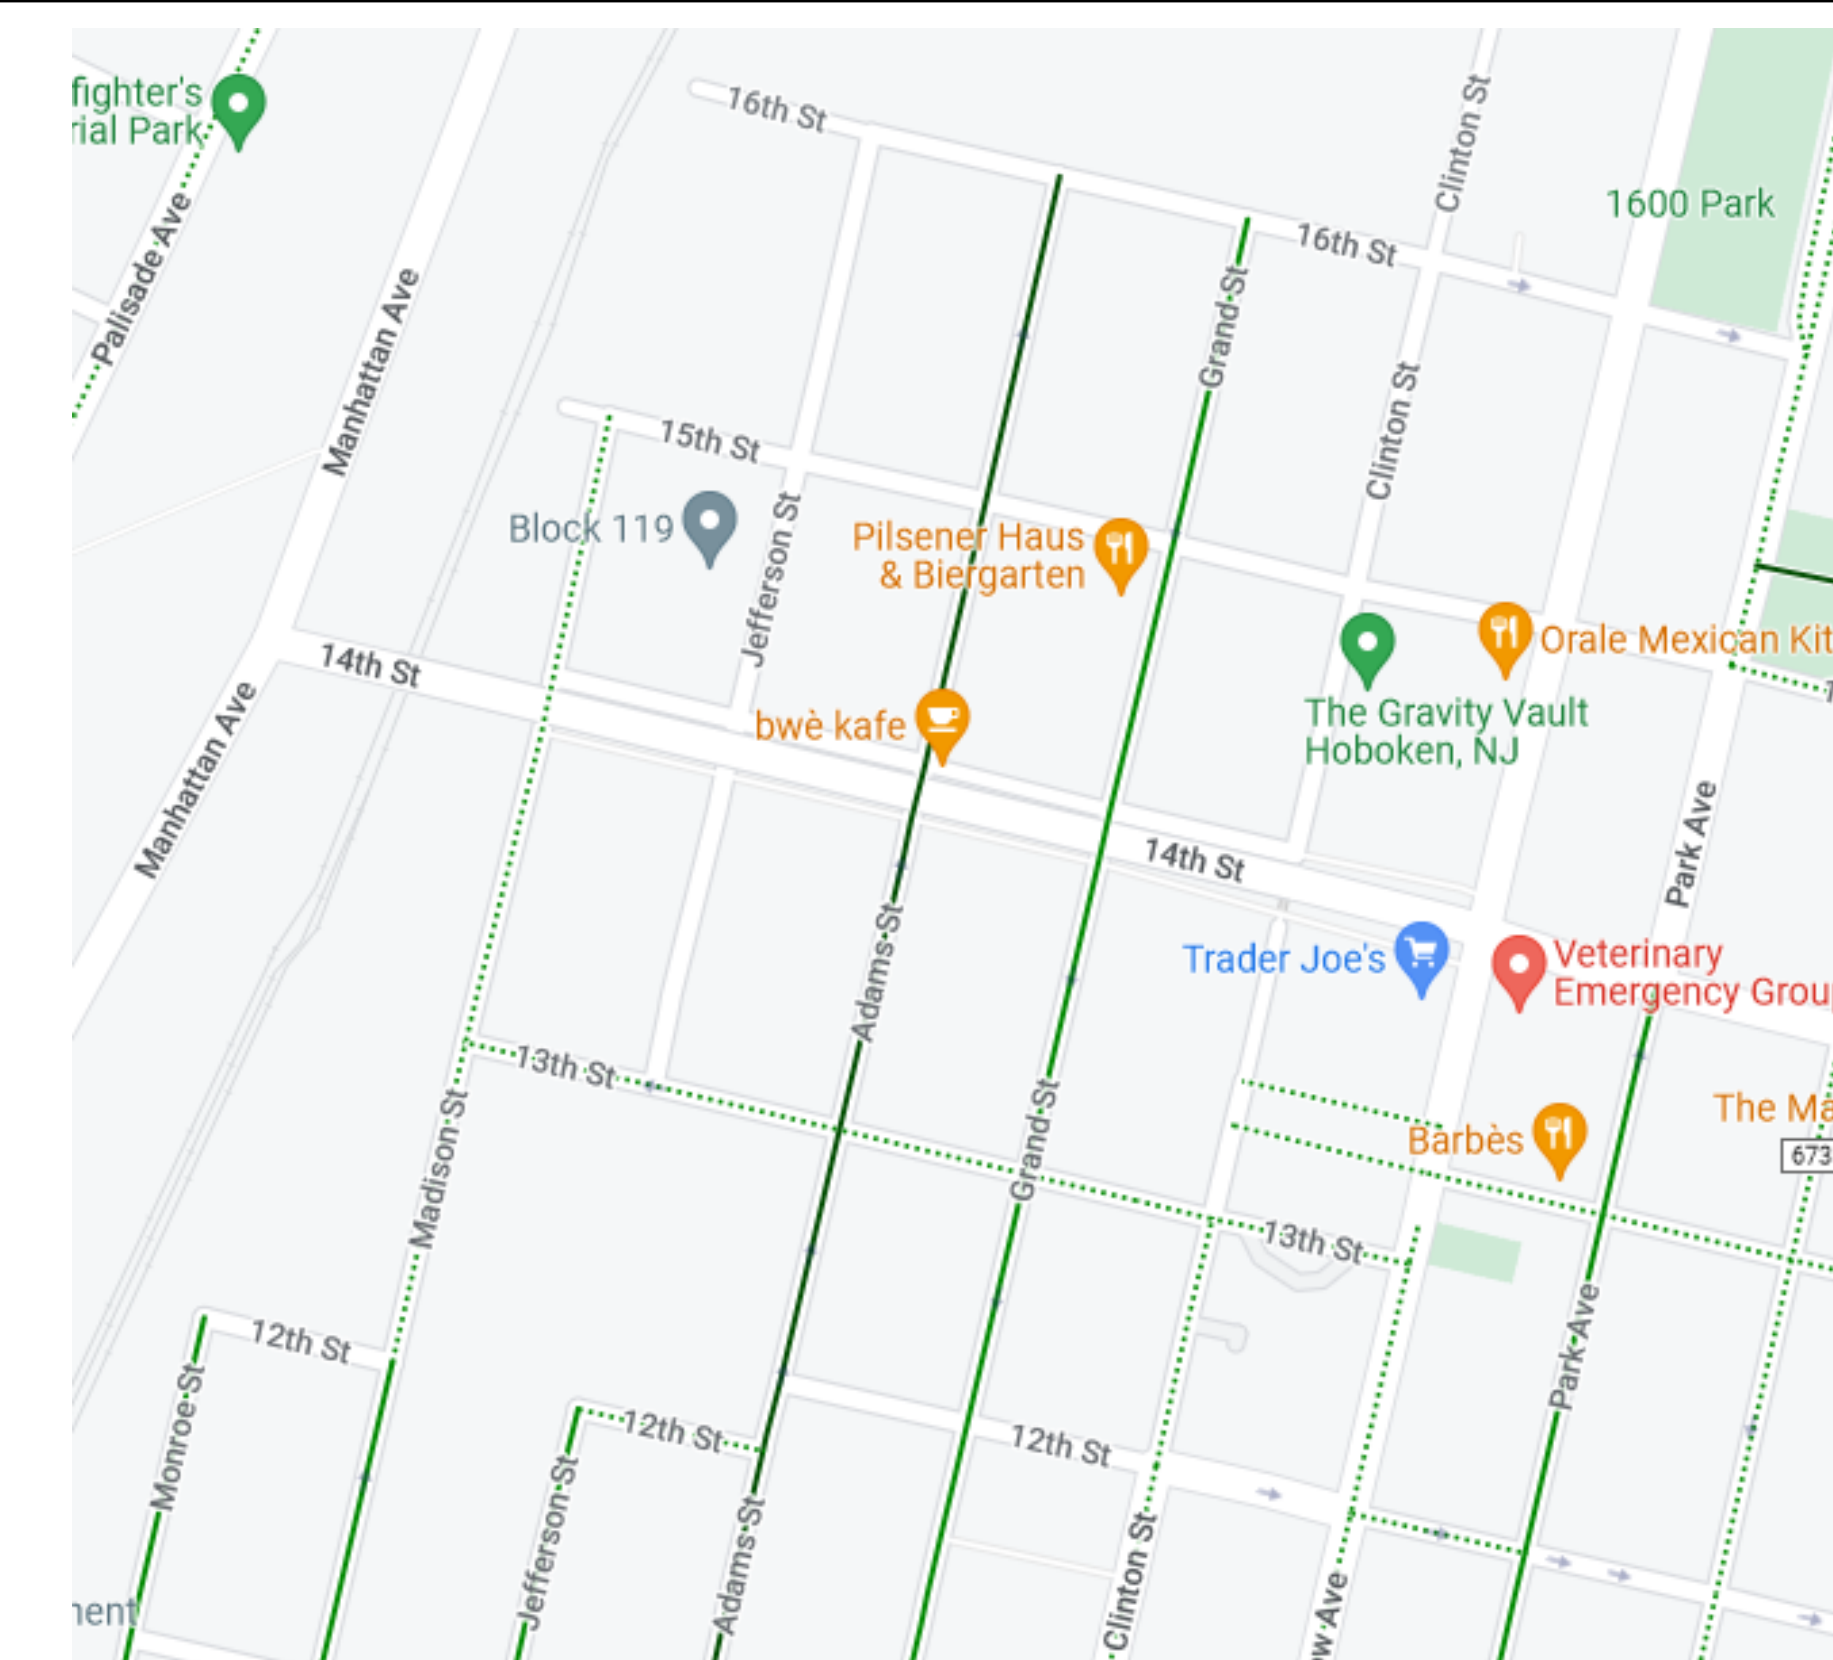 fighter's
rial Park
16th St
Clinton St
1600 Park
Palisade Ave
Manhattan Ave
16th St
Grand St
Clinton St
15th St
Block 119
Jefferson St
Pilsener Haus
& Biergarten
Orale Mexican Kit
14th St
The Gravity Vault
Hoboken, NJ
bwè kafe
Manhattan Ave
14th St
Park Ave
Adams St
Trader Joe's
Veterinary
Emergency Grou
13th St
Grand St
Madison St
Barbès
The Ma
673
13th St
12th St
Monroe St
Park Ave
12th St
12th St
Jefferson St
Adams St
Clinton St
ow Ave
nent